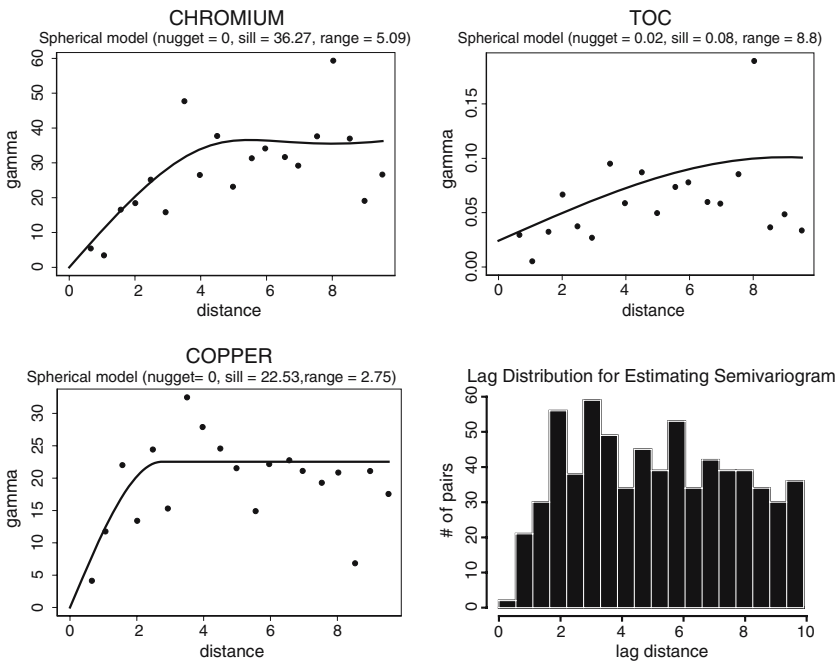 CHROMIUM
Spherical model (nugget = 0, sill = 36.27, range = 5.09)
gamma
0 10 20 30 40 50 60
0 2 4 6 8
distance
TOC
Spherical model (nugget = 0.02, sill = 0.08, range = 8.8)
gamma
0.00 0.05 0.10 0.15
0 2 4 6 8
distance
COPPER
Spherical model (nugget= 0, sill = 22.53,range = 2.75)
gamma
0 5 10 15 20 25 30
0 2 4 6 8
distance
Lag Distribution for Estimating Semivariogram
# of pairs
0 10 20 30 40 50 60
0 2 4 6 8 10
lag distance